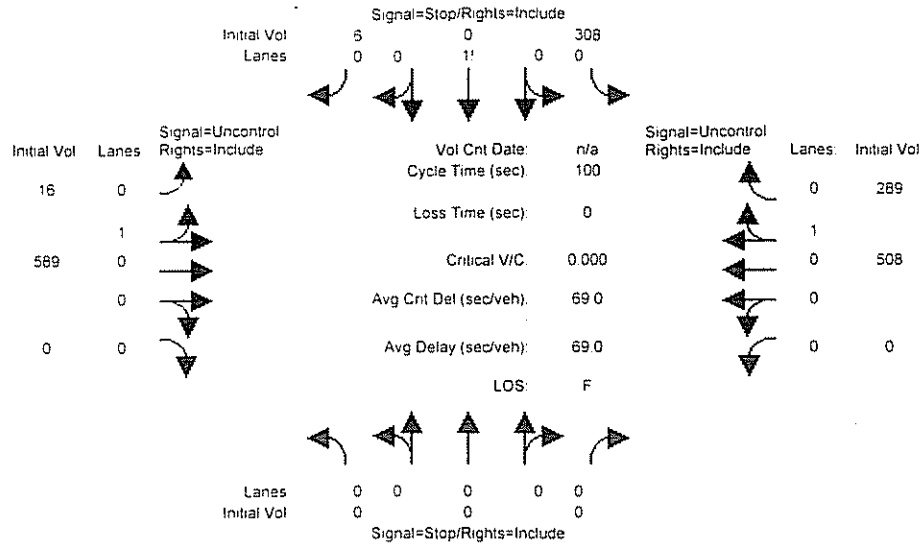 Signal=Stop/Rights=Include
Initial Vol 6 0 308
Lanes 0 0 1! 0 0
Signal=Uncontrol
Initial Vol Lanes Rights=Include
Vol Cnt Date: n/a
Signal=Uncontrol
Rights=Include Lanes: Initial Vol
16 0
Cycle Time (sec): 100
0 289
Loss Time (sec): 0
1
1
589 0
Critical V/C: 0.000
0 508
0
Avg Crit Del (sec/veh): 69.0
0
0 0
Avg Delay (sec/veh): 69.0
0 0
LOS: F
Lanes 0 0 0 0 0
Initial Vol 0 0 0
Signal=Stop/Rights=Include